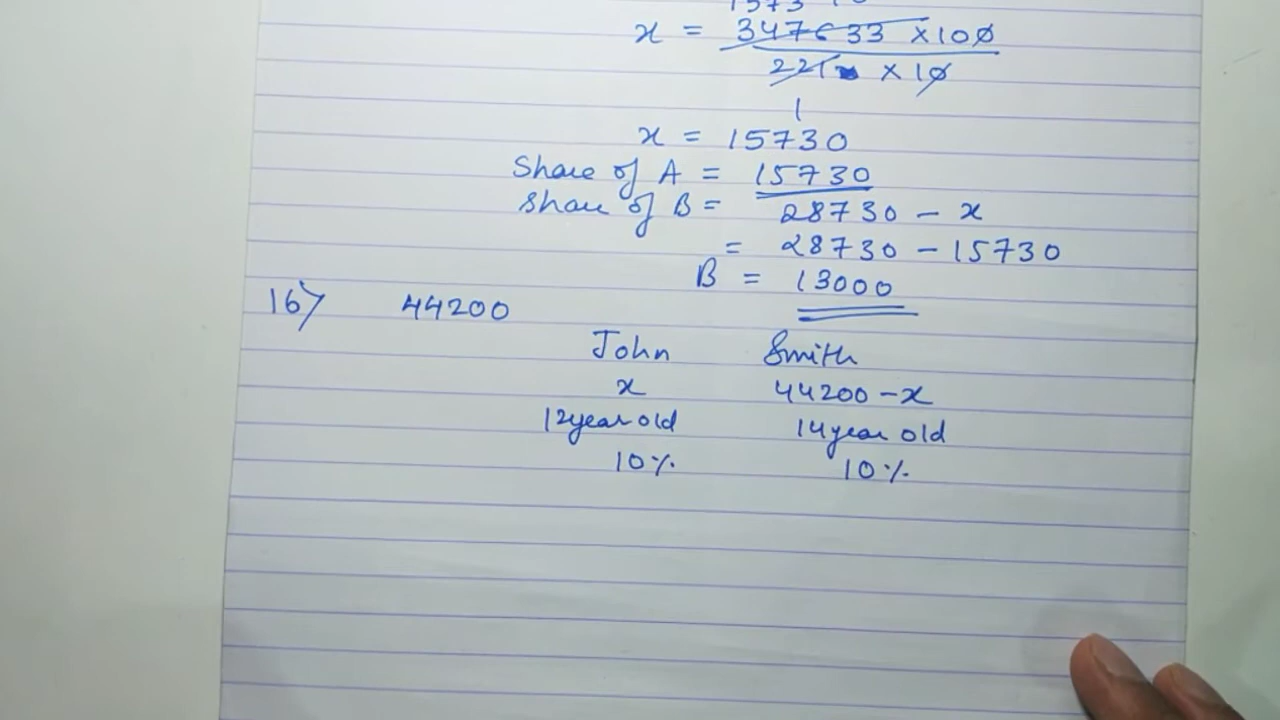 x = 347633 × 100
221 × 10
1
x = 15730
Share of A = 15730
Share of B = 28730 - x
= 28730 - 15730
B = 13000
16) 44200
John Smith
x 44200 - x
12year old 14year old
10% 10%